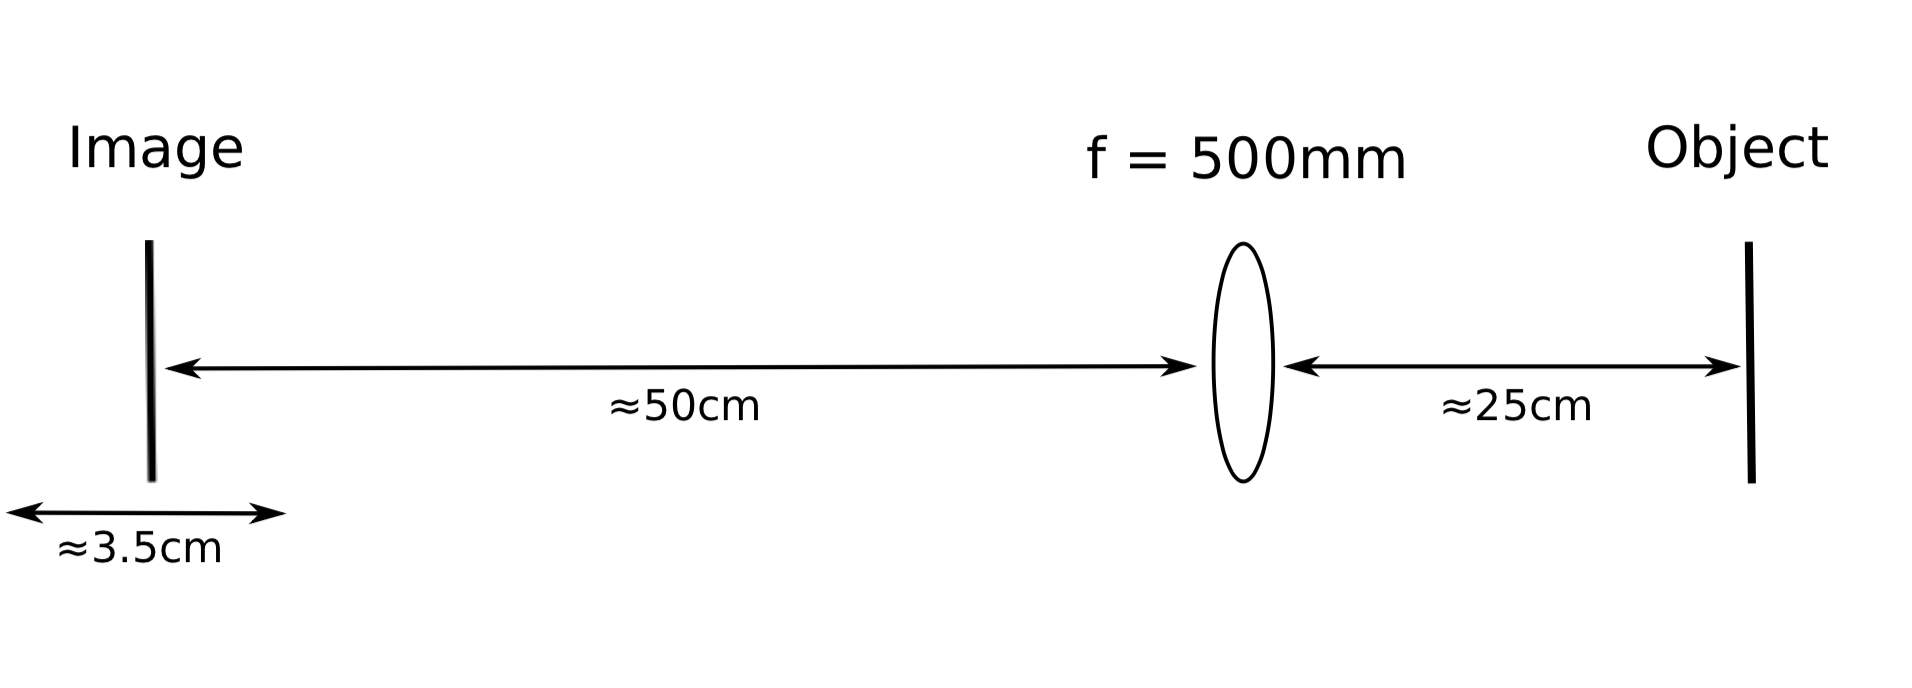 Image
f = 500mm
Object
≈50cm
≈25cm
≈3.5cm